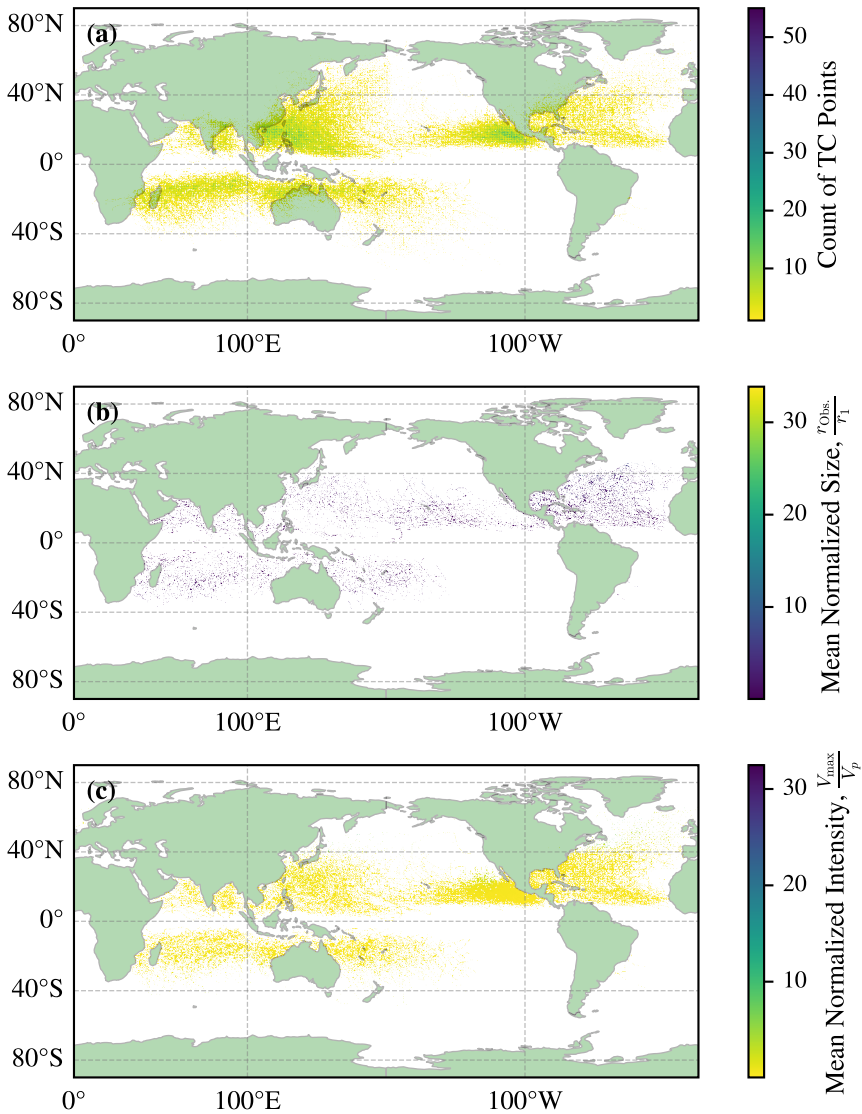 (a)
80°N
40°N
0°
40°S
80°S
0°
100°E
100°W
50
40
30
20
10
Count of TC Points
(b)
80°N
40°N
0°
40°S
80°S
0°
100°E
100°W
30
20
10
Mean Normalized Size, r_Obs./r_1
(c)
80°N
40°N
0°
40°S
80°S
0°
100°E
100°W
30
20
10
Mean Normalized Intensity, V_max/V_p